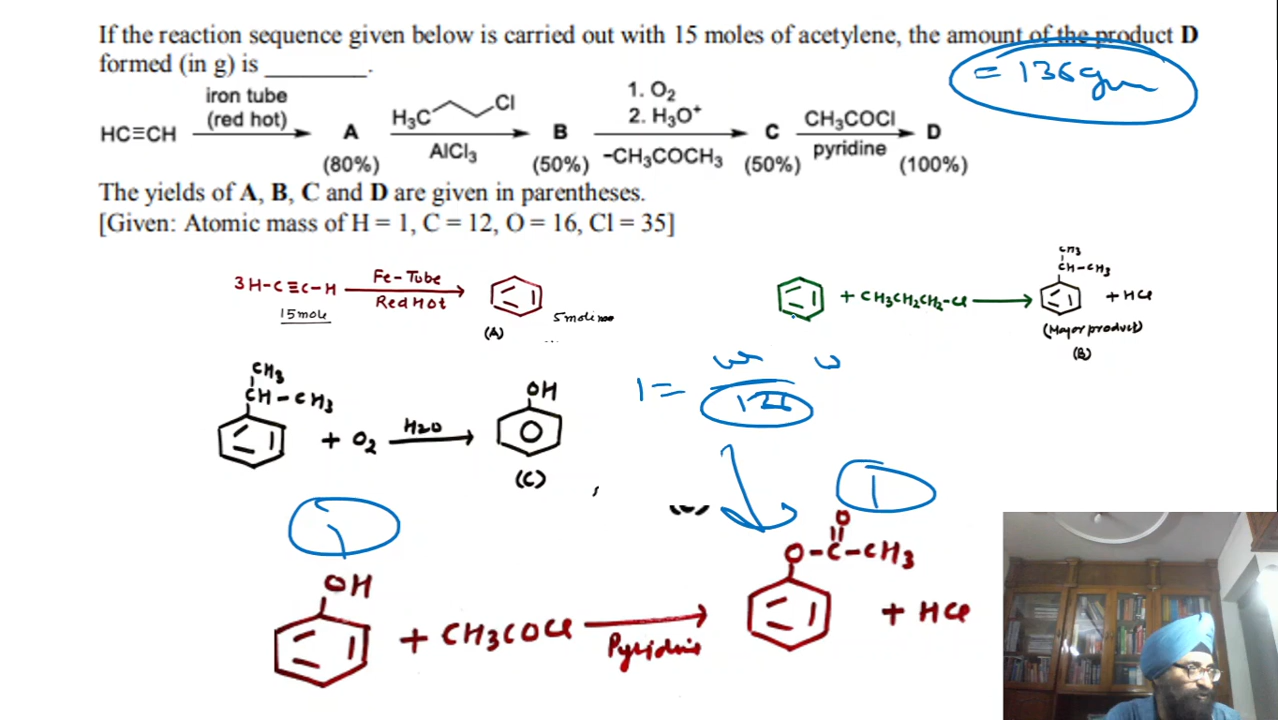 If the reaction sequence given below is carried out with 15 moles of acetylene, the amount of the product D
formed (in g) is ________.
= 136 gm
HC≡CH
iron tube
(red hot)
A
(80%)
H₃C Cl
AlCl₃
B
(50%)
1. O₂
2. H₃O⁺
-CH₃COCH₃
C
(50%)
CH₃COCl
pyridine
D
(100%)
The yields of A, B, C and D are given in parentheses.
[Given: Atomic mass of H = 1, C = 12, O = 16, Cl = 35]
3H-C≡C-H
15 mole
Fe-Tube
Red Hot
(A)
+ CH₃CH₂CH₂-Cl
CH₃
CH-CH₃
+ HCl
(Major product)
(B)
CH₃
CH-CH₃
+ O₂
H₂O
OH
(C)
1 =
1
OH
+ CH₃COCl
Pyridine
O
O-C-CH₃
+ HCl